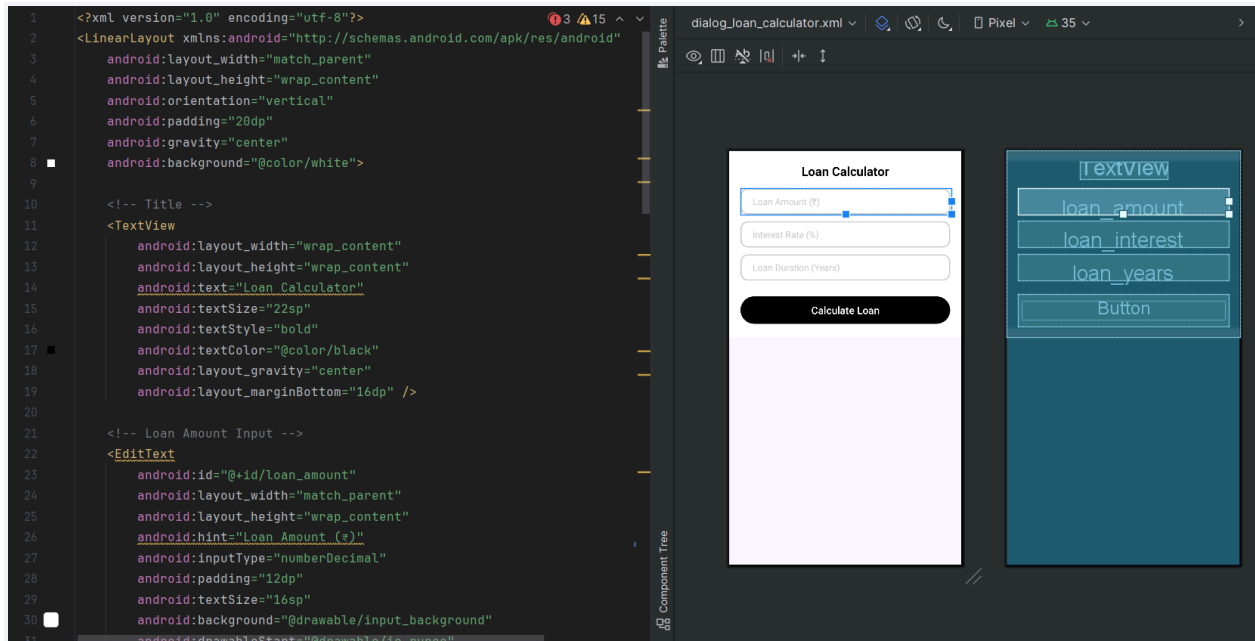 1 <?xml version="1.0" encoding="utf-8"?>
3 15
2 <LinearLayout xmlns:android="http://schemas.android.com/apk/res/android"
3 android:layout_width="match_parent"
4 android:layout_height="wrap_content"
5 android:orientation="vertical"
6 android:padding="20dp"
7 android:gravity="center"
8 android:background="@color/white">
9
10 <!-- Title -->
11 <TextView
12 android:layout_width="wrap_content"
13 android:layout_height="wrap_content"
14 android:text="Loan Calculator"
15 android:textSize="22sp"
16 android:textStyle="bold"
17 android:textColor="@color/black"
18 android:layout_gravity="center"
19 android:layout_marginBottom="16dp" />
20
21 <!-- Loan Amount Input -->
22 <EditText
23 android:id="@+id/loan_amount"
24 android:layout_width="match_parent"
25 android:layout_height="wrap_content"
26 android:hint="Loan Amount (₹)"
27 android:inputType="numberDecimal"
28 android:padding="12dp"
29 android:textSize="16sp"
30 android:background="@drawable/input_background"
Palette
Component Tree
dialog_loan_calculator.xml
Pixel
35
Loan Calculator
Loan Amount (₹)
Interest Rate (%)
Loan Duration (Years)
Calculate Loan
TextView
loan_amount
loan_interest
loan_years
Button